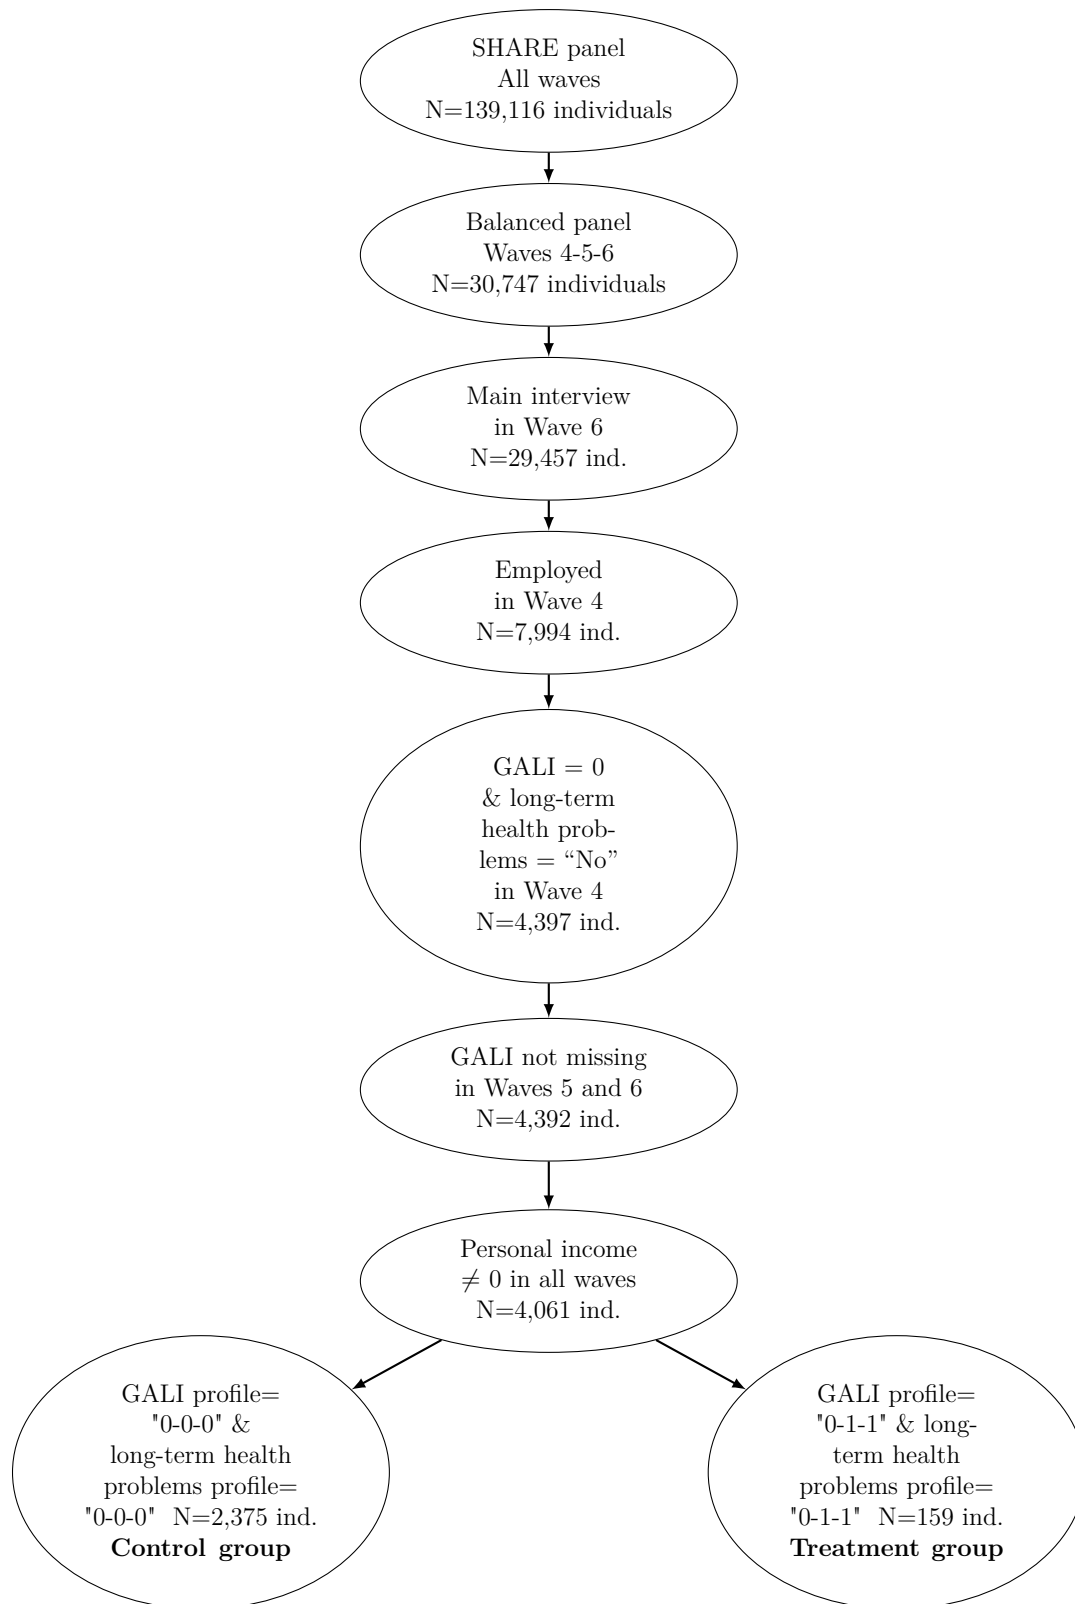 SHARE panel
All waves
N=139,116 individuals
Balanced panel
Waves 4-5-6
N=30,747 individuals
Main interview
in Wave 6
N=29,457 ind.
Employed
in Wave 4
N=7,994 ind.
GALI = 0
& long-term
health prob-
lems = “No”
in Wave 4
N=4,397 ind.
GALI not missing
in Waves 5 and 6
N=4,392 ind.
Personal income
≠ 0 in all waves
N=4,061 ind.
GALI profile=
"0-0-0" &
long-term health
problems profile=
"0-0-0" N=2,375 ind.
Control group
GALI profile=
"0-1-1" & long-
term health
problems profile=
"0-1-1" N=159 ind.
Treatment group